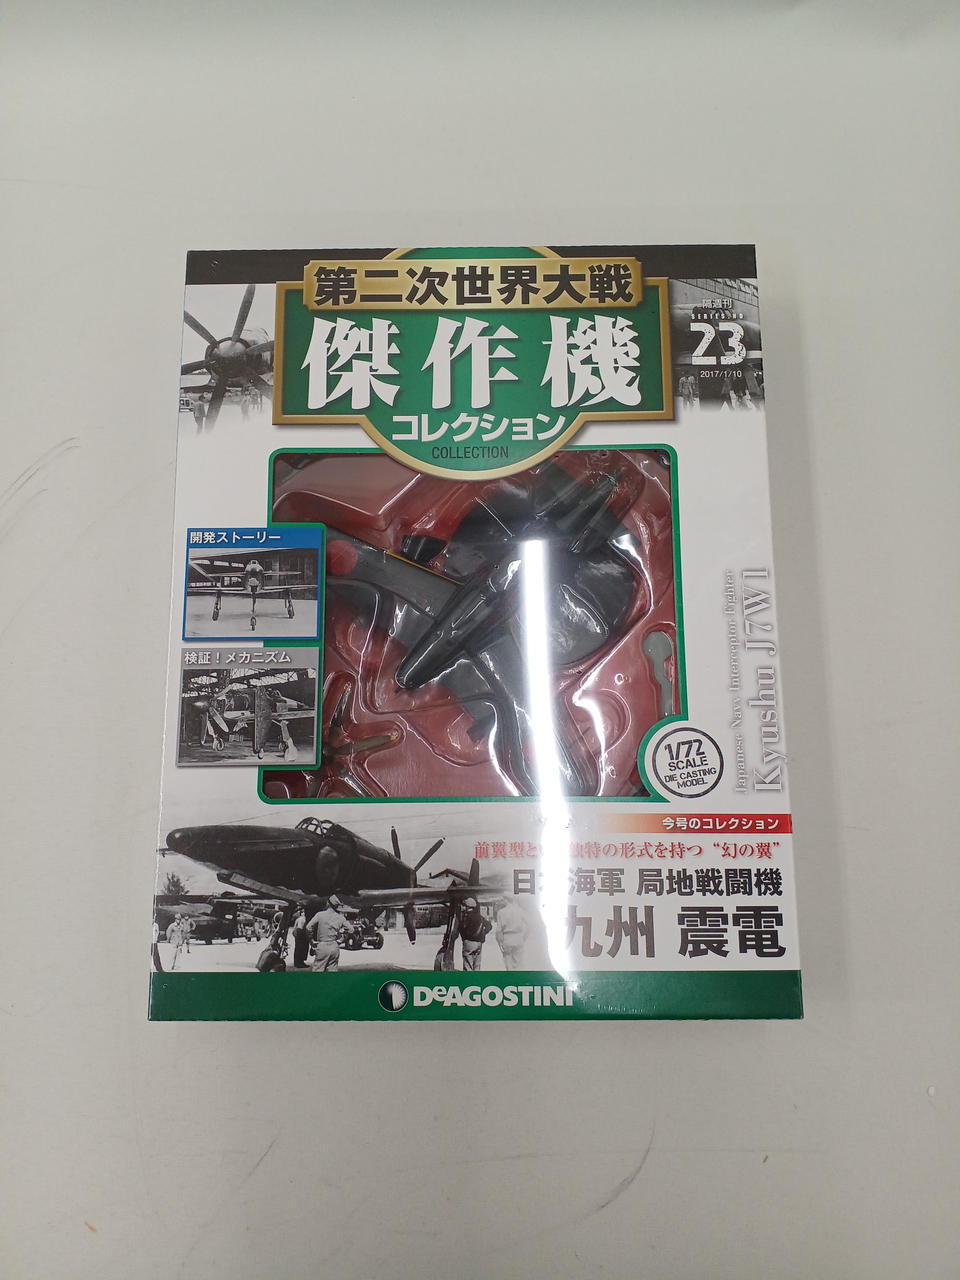 第二次世界大戦
傑作機
コレクション
COLLECTION
隔週刊
SERIES NO
23
2017/1/10
開発ストーリー
検証！メカニズム
Japanese Navy Interceptor Fighter
Kyushu J7W1
1/72
SCALE
DIE CASTING
MODEL
今号のコレクション
前翼型と 独特の形式を持つ“幻の翼”
日本海軍 局地戦闘機
九州 震電
DeAGOSTINI